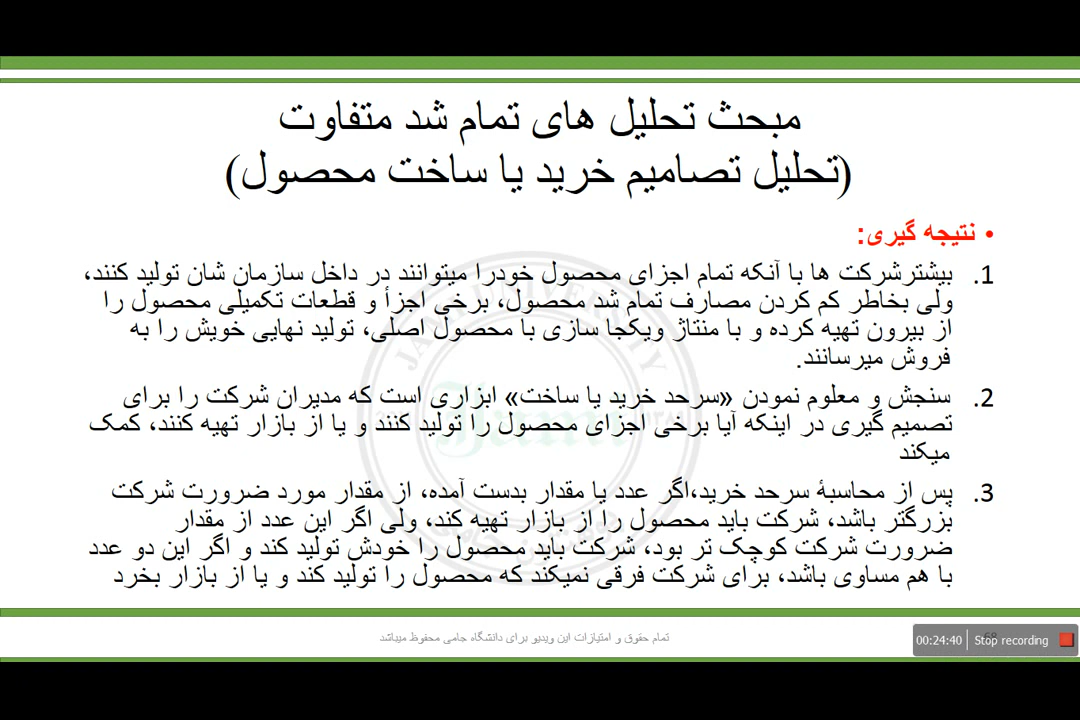 مبحث تحلیل های تمام شد متفاوت
(تحلیل تصامیم خرید یا ساخت محصول)
• نتیجه گیری:
1. بیشترشرکت ها با آنکه تمام اجزای محصول خودرا میتوانند در داخل سازمان شان تولید کنند،
ولی بخاطر کم کردن مصارف تمام شد محصول، برخی اجزأ و قطعات تکمیلی محصول را
از بیرون تهیه کرده و با منتاژ ویکجا سازی با محصول اصلی، تولید نهایی خویش را به
فروش میرسانند.
2. سنجش و معلوم نمودن «سرحد خرید یا ساخت» ابزاری است که مدیران شرکت را برای
تصمیم گیری در اینکه آیا برخی اجزای محصول را تولید کنند و یا از بازار تهیه کنند، کمک
میکند
3. پس از محاسبهٔ سرحد خرید،اگر عدد یا مقدار بدست آمده، از مقدار مورد ضرورت شرکت
بزرگتر باشد، شرکت باید محصول را از بازار تهیه کند، ولی اگر این عدد از مقدار
ضرورت شرکت کوچک تر بود، شرکت باید محصول را خودش تولید کند و اگر این دو عدد
با هم مساوی باشد، برای شرکت فرقی نمیکند که محصول را تولید کند و یا از بازار بخرد
تمام حقوق و امتیازات این ویدیو برای دانشگاه جامی محفوظ میباشد
00:24:40 Stop recording